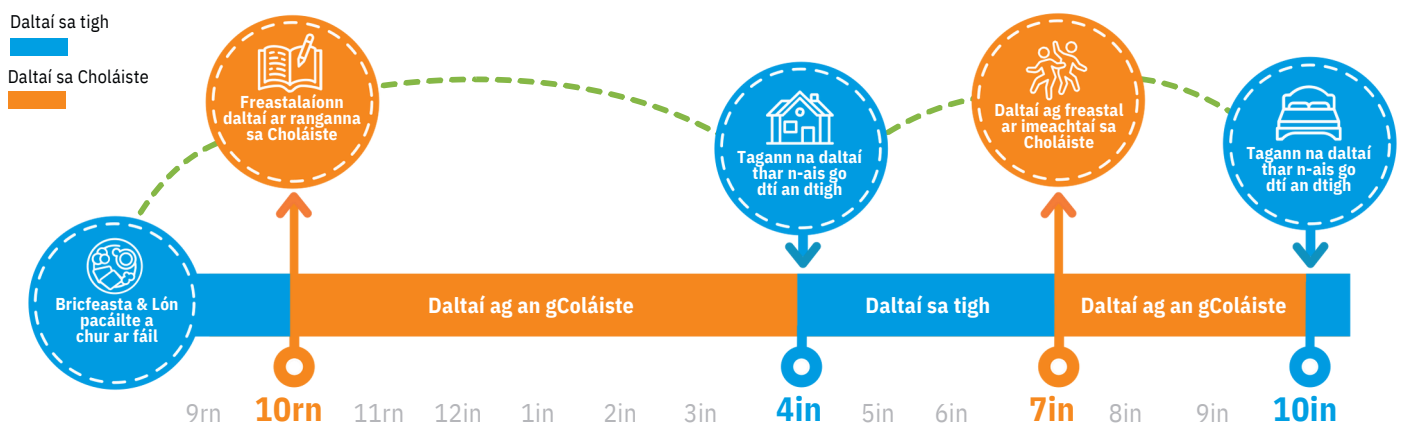 Daltaí sa tigh
Daltaí sa Choláiste
Freastalaíonn
daltaí ar ranganna
sa Choláiste
Tagann na daltaí
thar n-ais go
dtí an dtigh
Daltaí ag freastal
ar imeachtaí sa
Choláiste
Tagann na daltaí
thar n-ais go
dtí an dtigh
Bricfeasta & Lón
pacáilte a
chur ar fáil
Daltaí ag an gColáiste
Daltaí sa tigh
Daltaí ag an gColáiste
9rn 10rn 11rn 12in 1in 2in 3in 4in 5in 6in 7in 8in 9in 10in